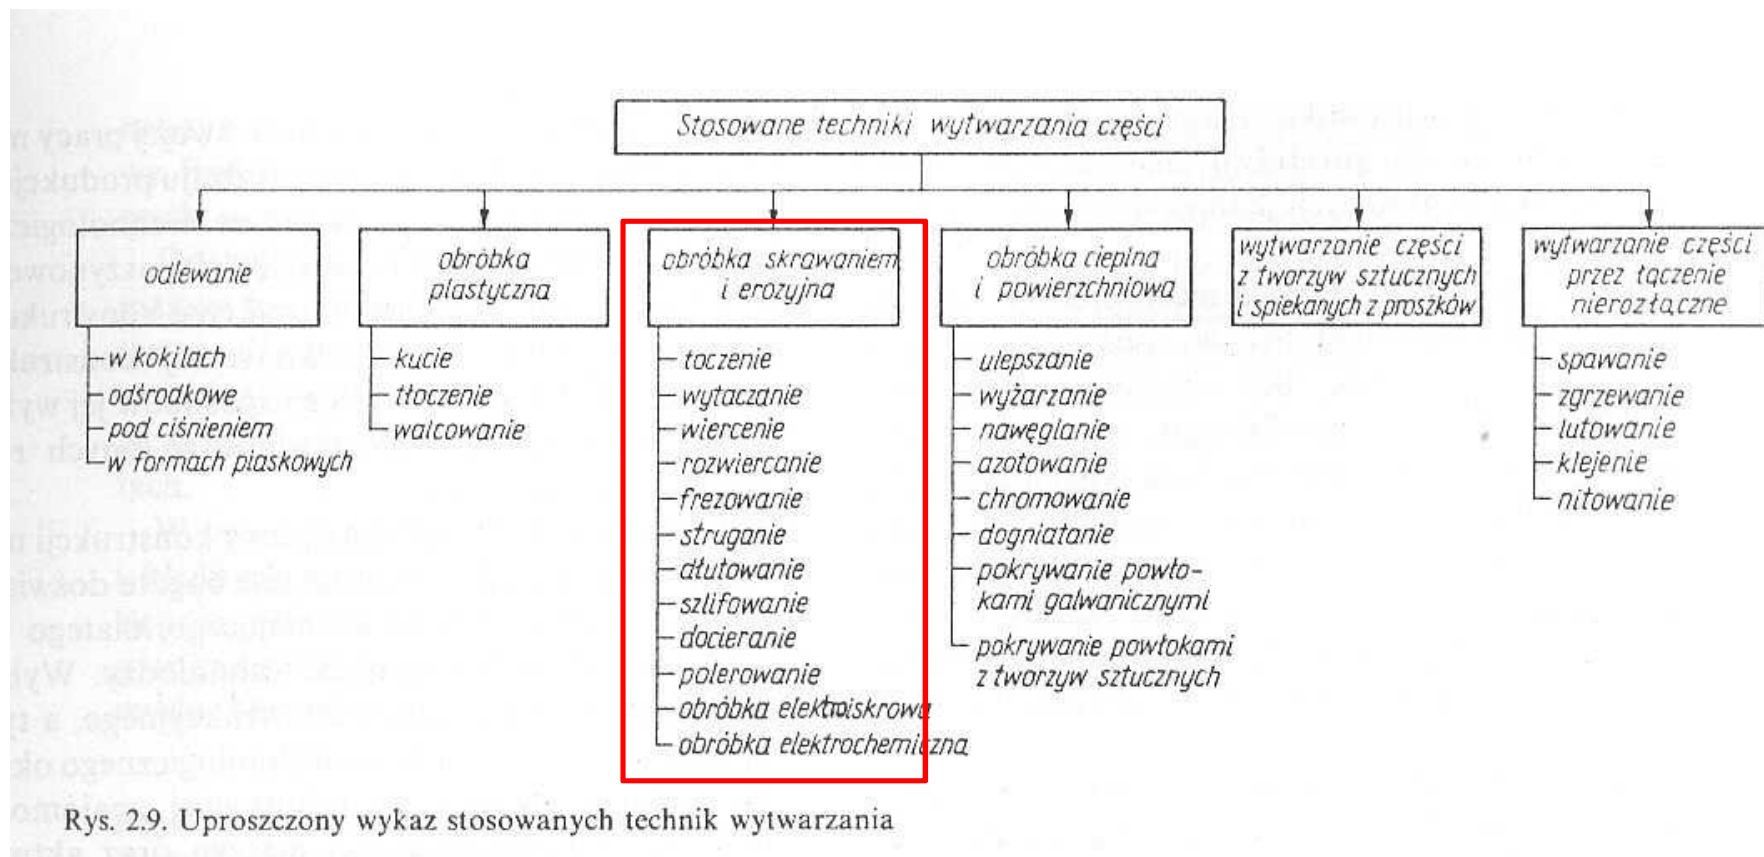 Stosowane techniki wytwarzania części
odlewanie
w kokilach
odśrodkowe
pod ciśnieniem
w formach piaskowych
obróbka
plastyczna
kucie
tłoczenie
walcowanie
obróbka skrawaniem
i erozyjna
toczenie
wytaczanie
wiercenie
rozwiercanie
frezowanie
struganie
dłutowanie
szlifowanie
docieranie
polerowanie
obróbka elektroiskrowa
obróbka elektrochemiczna
obróbka cieplna
i powierzchniowa
ulepszanie
wyżarzanie
nawęglanie
azotowanie
chromowanie
dogniatanie
pokrywanie powło-
kami galwanicznymi
pokrywanie powłokami
z tworzyw sztucznych
wytwarzanie części
z tworzyw sztucznych
i spiekanych z proszków
wytwarzanie części
przez łączenie
nierozłączne
spawanie
zgrzewanie
lutowanie
klejenie
nitowanie
Rys. 2.9. Uproszczony wykaz stosowanych technik wytwarzania